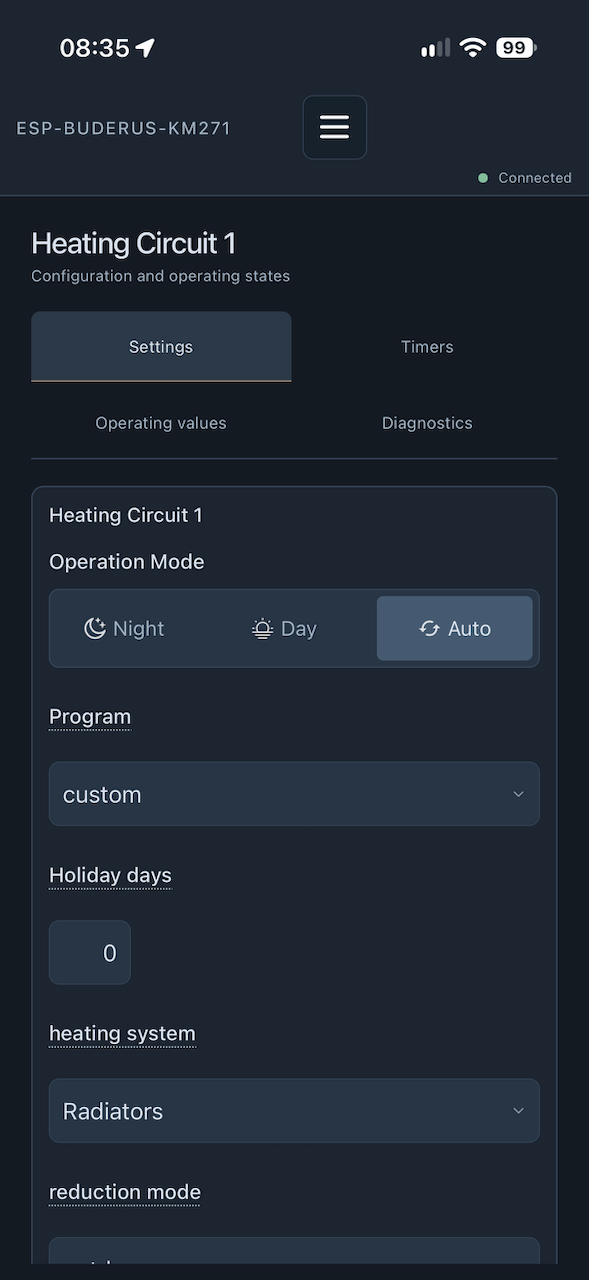 08:35
99
ESP-BUDERUS-KM271
Connected
Heating Circuit 1
Configuration and operating states
Settings
Timers
Operating values
Diagnostics
Heating Circuit 1
Operation Mode
Night
Day
Auto
Program
custom
Holiday days
0
heating system
Radiators
reduction mode